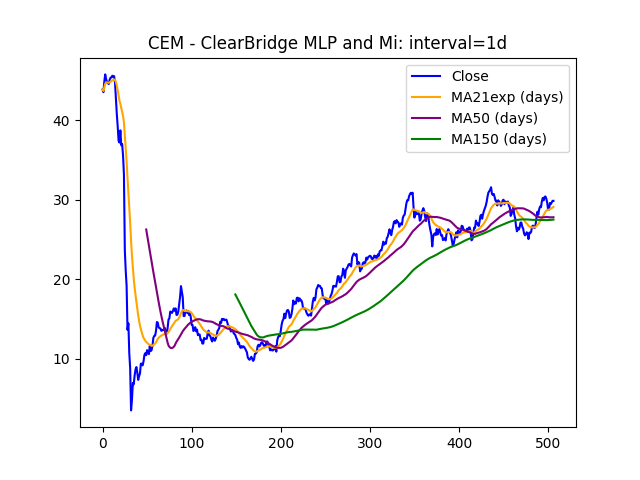 CEM - ClearBridge MLP and Mi: interval=1d
Close
MA21exp (days)
MA50 (days)
MA150 (days)
40
30
20
10
0 100 200 300 400 500